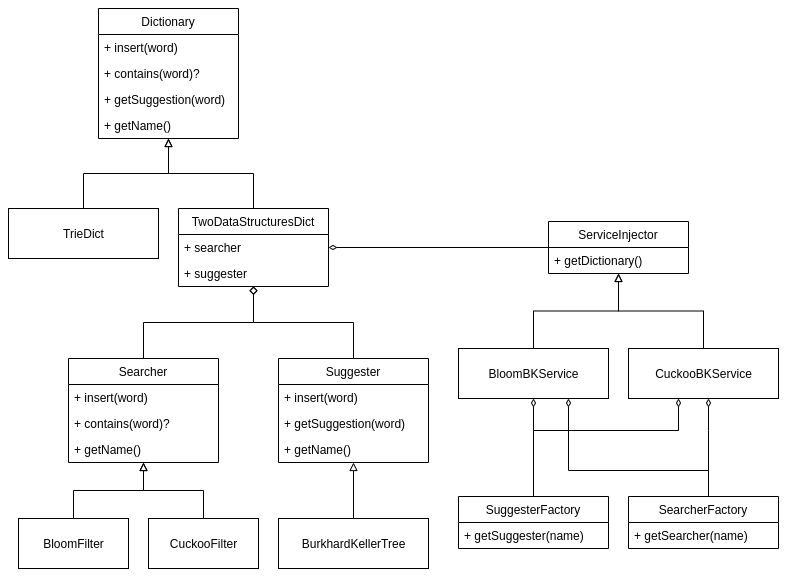 Dictionary
+ insert(word)
+ contains(word)?
+ getSuggestion(word)
+ getName()
TrieDict
TwoDataStructuresDict
+ searcher
+ suggester
ServiceInjector
+ getDictionary()
Searcher
+ insert(word)
+ contains(word)?
+ getName()
Suggester
+ insert(word)
+ getSuggestion(word)
+ getName()
BloomBKService
CuckooBKService
BloomFilter
CuckooFilter
BurkhardKellerTree
SuggesterFactory
+ getSuggester(name)
SearcherFactory
+ getSearcher(name)